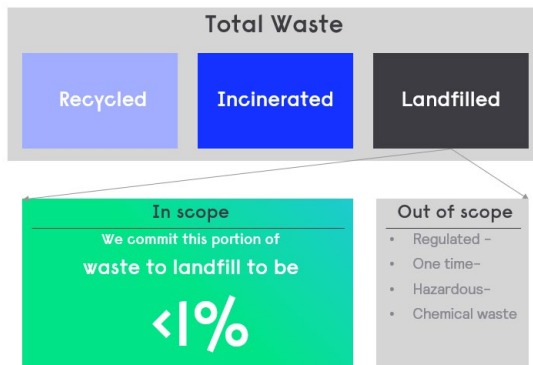 Total Waste
Recycled
Incinerated
Landfilled
In scope
We commit this portion of
waste to landfill to be
<1%
Out of scope
• Regulated -
• One time-
• Hazardous-
• Chemical waste